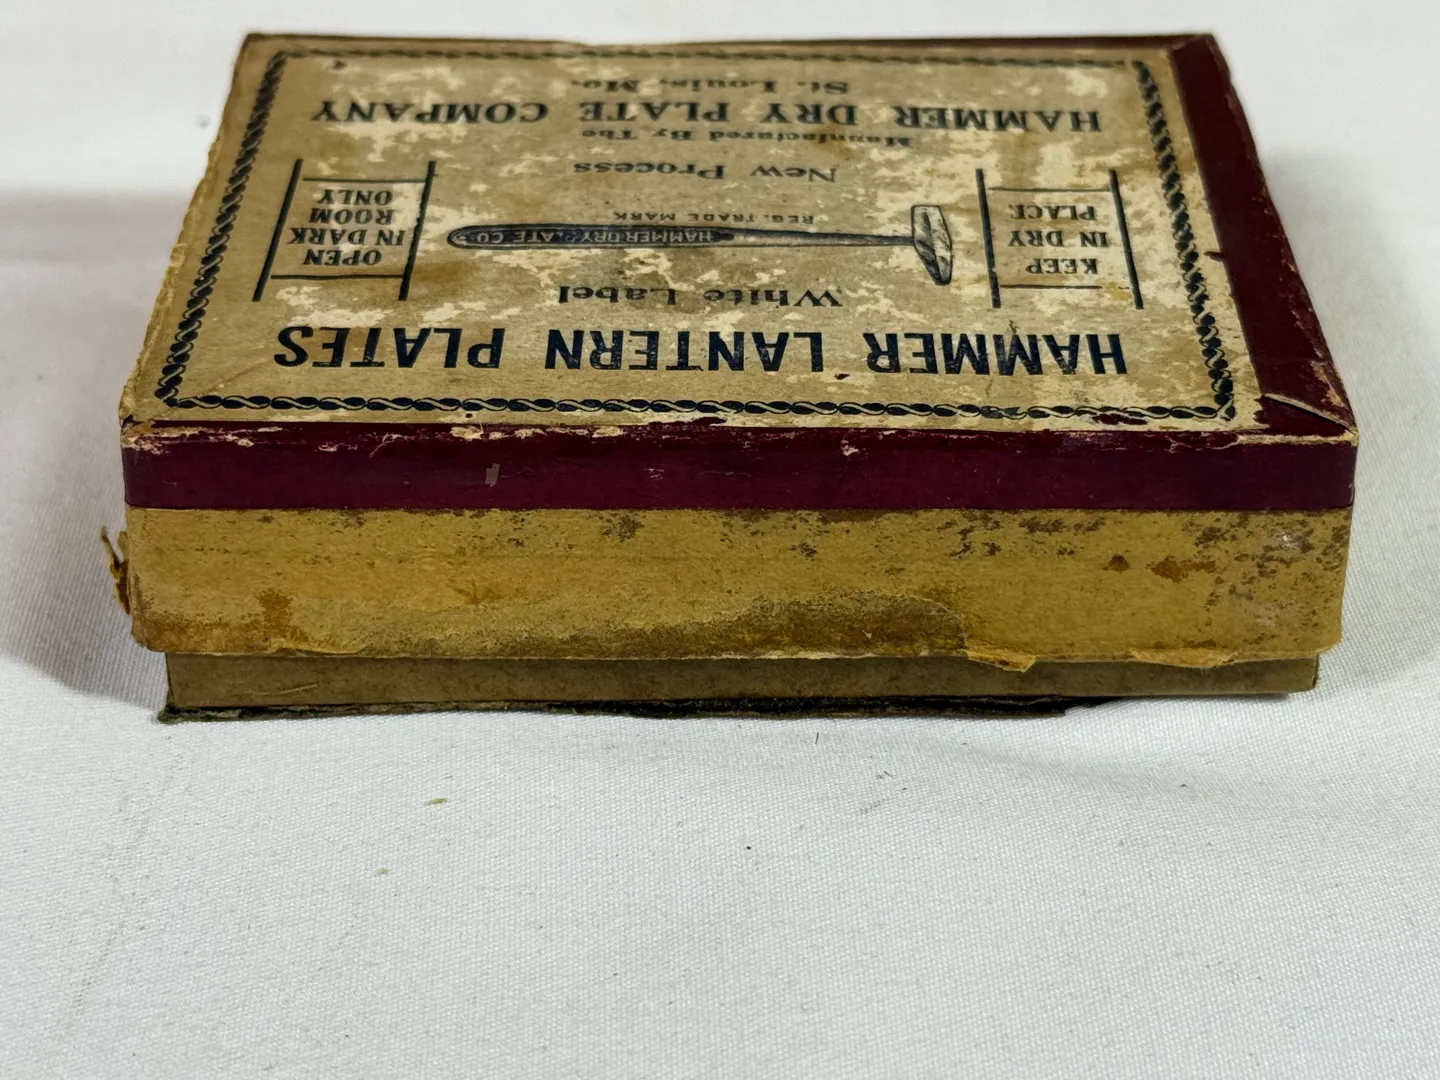 HAMMER LANTERN PLATES
White Label
KEEP
IN DRY
PLACE
HAMMER DRY PLATE CO.
REG. TRADE MARK
OPEN
IN DARK
ROOM
ONLY
New Process
Manufactured By The
HAMMER DRY PLATE COMPANY
St. Louis, Mo.